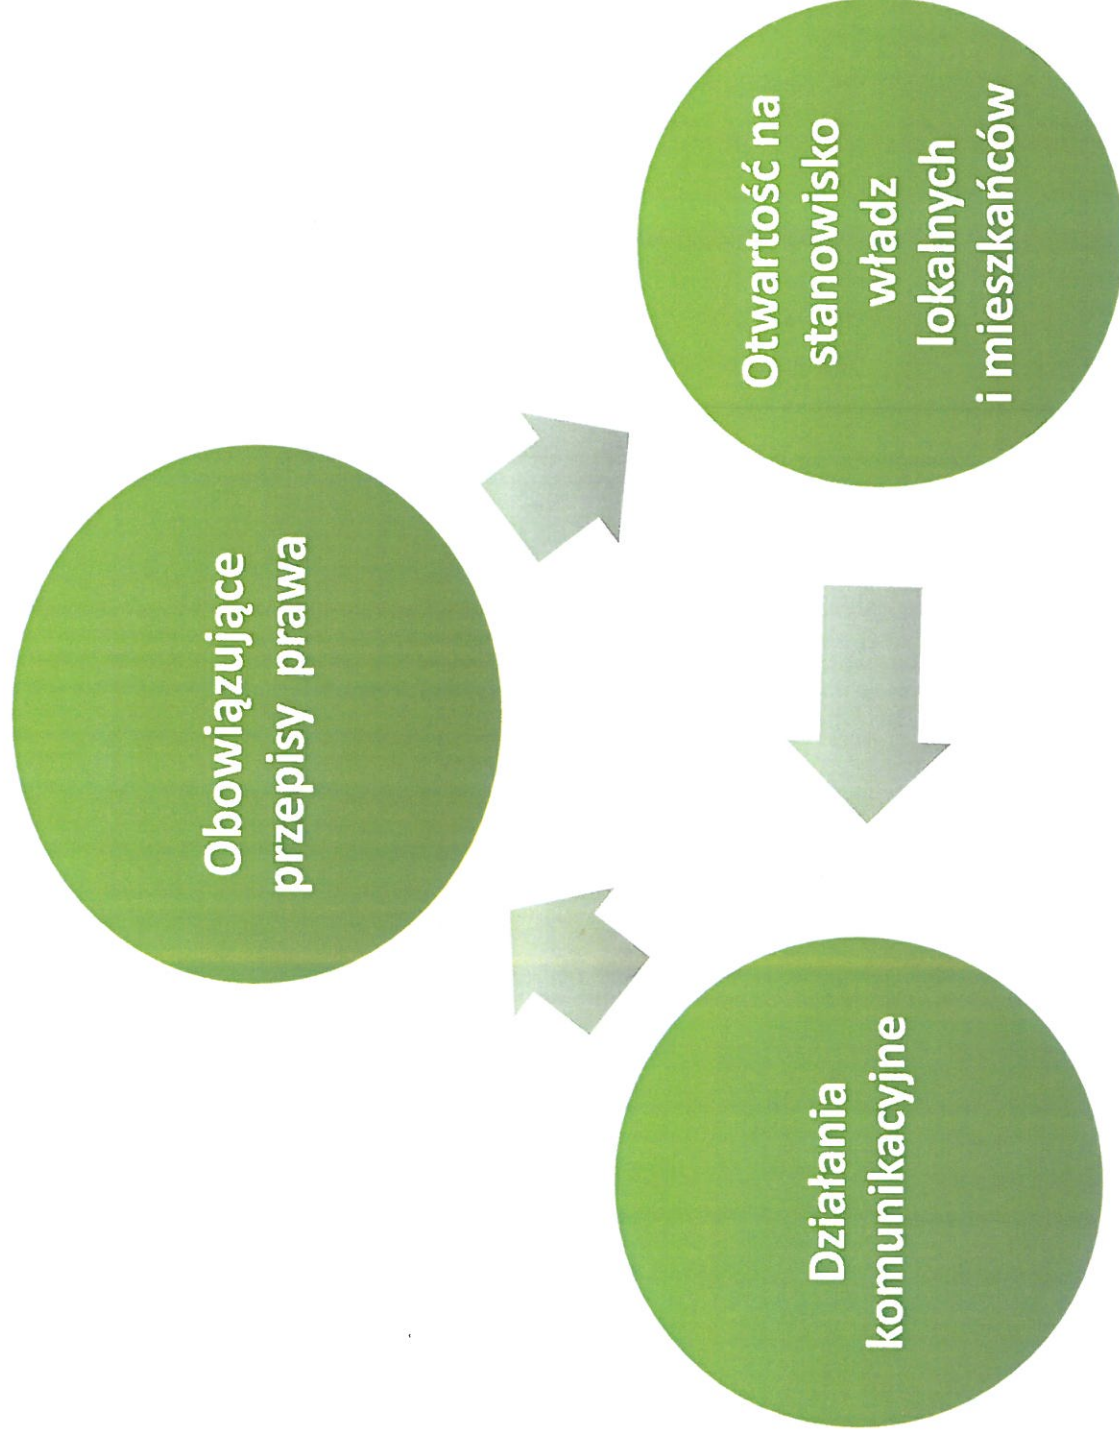 Obowiązujące
przepisy prawa
Otwartość na
stanowisko
władz
lokalnych
i mieszkańców
Działania
komunikacyjne